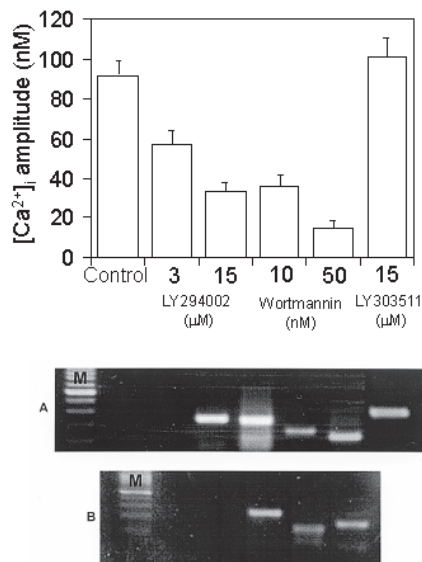 120
100
80
60
40
20
0
[Ca²⁺]ᵢ amplitude (nM)
Control 3 15 10 50 15
LY294002 Wortmannin LY303511
(µM) (nM) (µM)
M
A
M
B